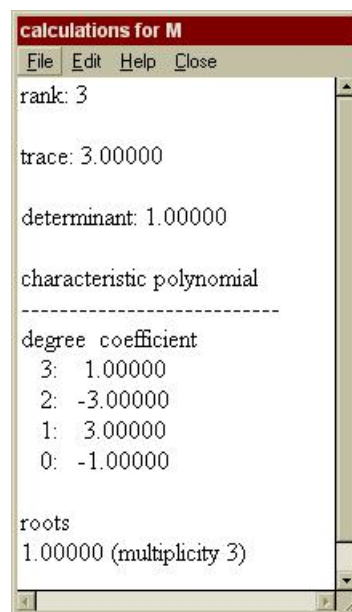 calculations for M
File Edit Help Close
rank: 3
trace: 3.00000
determinant: 1.00000
characteristic polynomial
---------------------------
degree coefficient
3: 1.00000
2: -3.00000
1: 3.00000
0: -1.00000
roots
1.00000 (multiplicity 3)